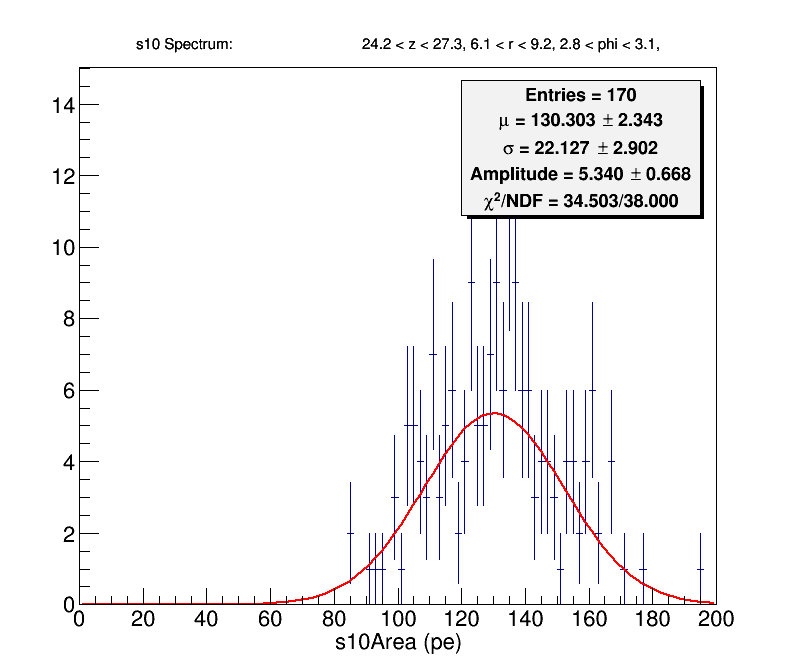 s10 Spectrum: 24.2 < z < 27.3, 6.1 < r < 9.2, 2.8 < phi < 3.1,
Entries = 170
μ = 130.303 ± 2.343
σ = 22.127 ± 2.902
Amplitude = 5.340 ± 0.668
χ²/NDF = 34.503/38.000
14
12
10
8
6
4
2
0
0 20 40 60 80 100 120 140 160 180 200
s10Area (pe)